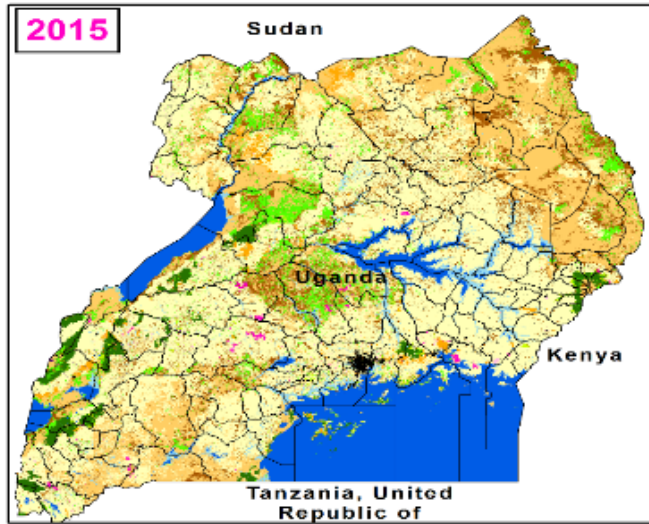 2015
Sudan
Uganda
Kenya
Tanzania, United
Republic of